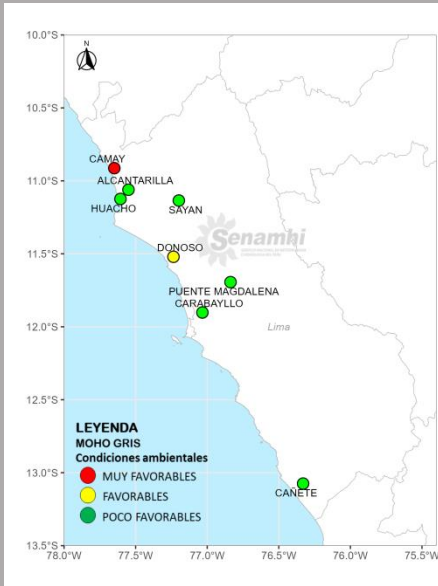 10.0°S
N
10.5°S
CAMAY
11.0°S
ALCANTARILLA
HUACHO
SAYAN
Senamhi
DONOSO
11.5°S
PUENTE MAGDALENA
CARABAYLLO
12.0°S
Lima
12.5°S
LEYENDA
MOHO GRIS
Condiciones ambientales
MUY FAVORABLES
13.0°S
FAVORABLES
CAÑETE
POCO FAVORABLES
13.5°S
78.0°W 77.5°W 77.0°W 76.5°W 76.0°W 75.5°W